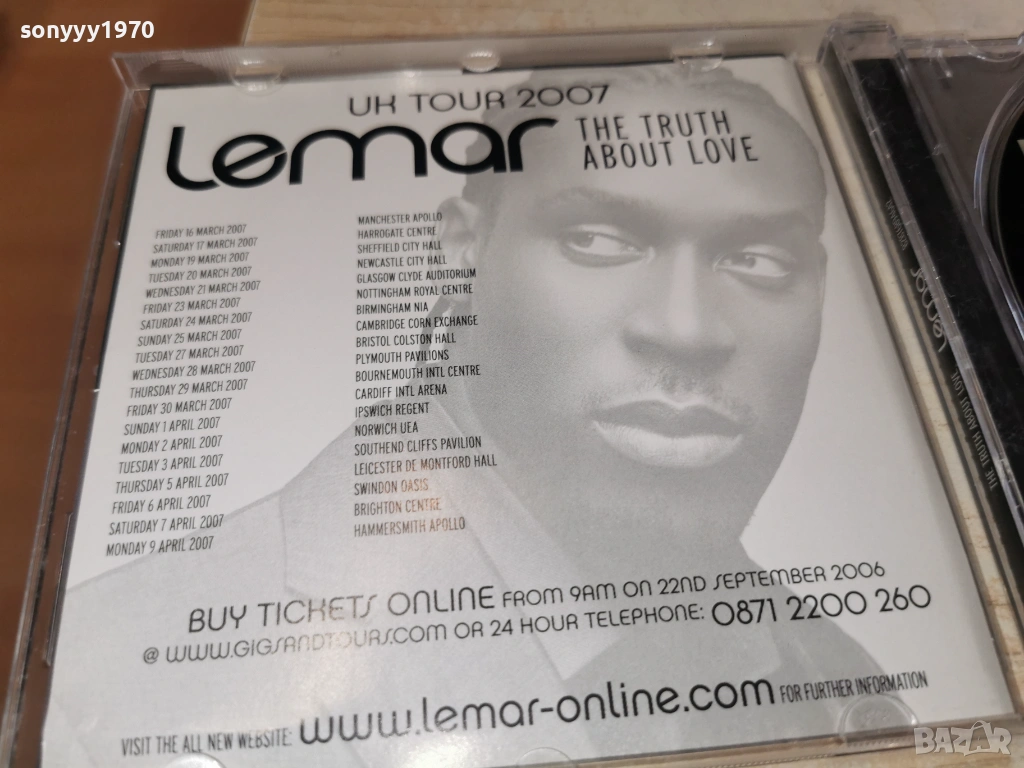 sonyyy1970
UK TOUR 2007
Lemar THE TRUTH ABOUT LOVE
FRIDAY 16 MARCH 2007 MANCHESTER APOLLO
SATURDAY 17 MARCH 2007 HARROGATE CENTRE
MONDAY 19 MARCH 2007 SHEFFIELD CITY HALL
TUESDAY 20 MARCH 2007 NEWCASTLE CITY HALL
WEDNESDAY 21 MARCH 2007 GLASGOW CLYDE AUDITORIUM
FRIDAY 23 MARCH 2007 NOTTINGHAM ROYAL CENTRE
SATURDAY 24 MARCH 2007 BIRMINGHAM NIA
SUNDAY 25 MARCH 2007 CAMBRIDGE CORN EXCHANGE
TUESDAY 27 MARCH 2007 BRISTOL COLSTON HALL
WEDNESDAY 28 MARCH 2007 PLYMOUTH PAVILIONS
THURSDAY 29 MARCH 2007 BOURNEMOUTH INTL CENTRE
FRIDAY 30 MARCH 2007 CARDIFF INTL ARENA
SUNDAY 1 APRIL 2007 IPSWICH REGENT
MONDAY 2 APRIL 2007 NORWICH UEA
TUESDAY 3 APRIL 2007 SOUTHEND CLIFFS PAVILION
THURSDAY 5 APRIL 2007 LEICESTER DE MONTFORD HALL
FRIDAY 6 APRIL 2007 SWINDON OASIS
SATURDAY 7 APRIL 2007 BRIGHTON CENTRE
MONDAY 9 APRIL 2007 HAMMERSMITH APOLLO
BUY TICKETS ONLINE FROM 9AM ON 22ND SEPTEMBER 2006
@ WWW.GIGSANDTOURS.COM OR 24 HOUR TELEPHONE: 0871 2200 260
VISIT THE ALL NEW WEBSITE: www.lemar-online.com FOR FURTHER INFORMATION
lemar
THE TRUTH ABOUT LOVE
BAZAR